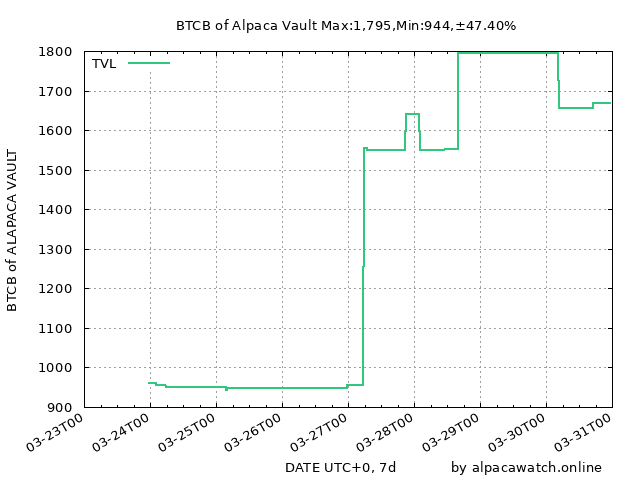 BTCB of Alpaca Vault Max:1,795,Min:944,±47.40%
TVL
1800
1700
1600
1500
1400
1300
1200
1100
1000
900
BTCB of ALAPACA VAULT
03-23T00
03-24T00
03-25T00
03-26T00
03-27T00
03-28T00
03-29T00
03-30T00
03-31T00
DATE UTC+0, 7d
by alpacawatch.online